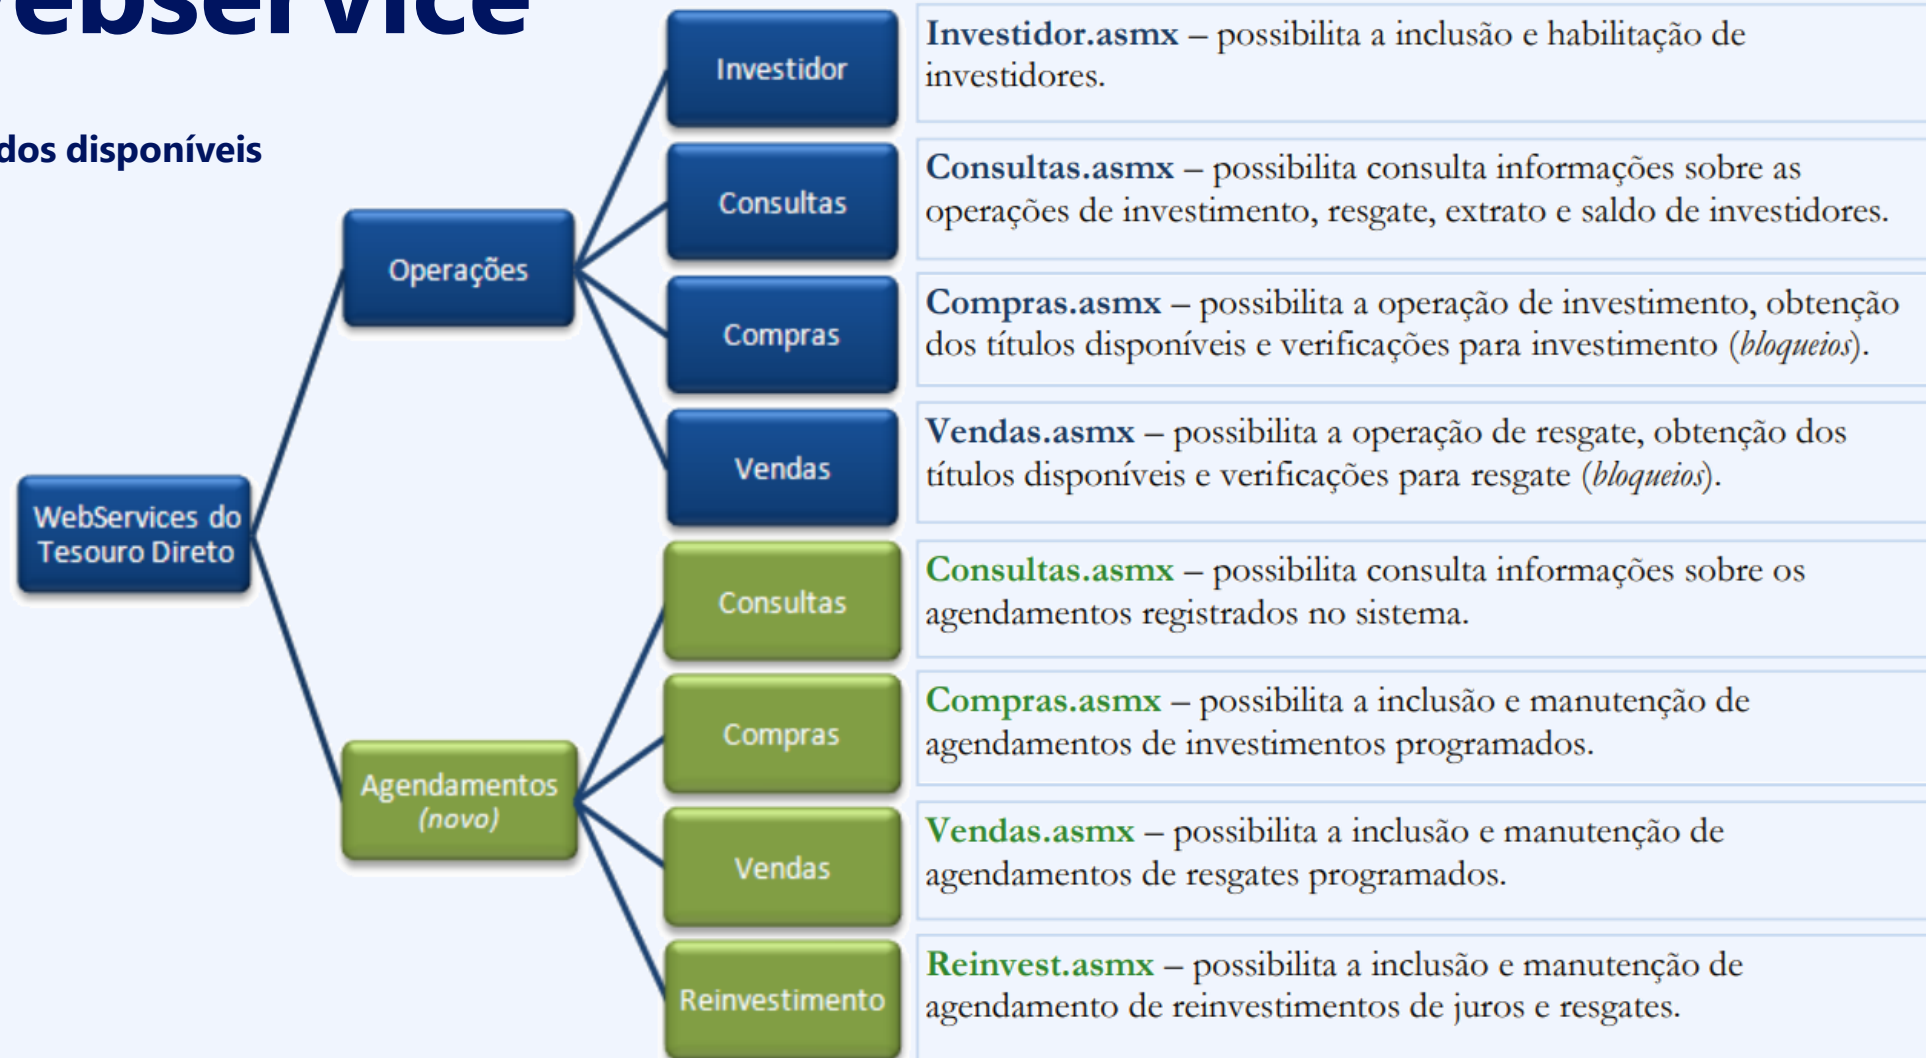 ebservice
dos disponíveis
WebServices do
Tesouro Direto
Operações
Investidor
Investidor.asmx – possibilita a inclusão e habilitação de
investidores.
Consultas
Consultas.asmx – possibilita consulta informações sobre as
operações de investimento, resgate, extrato e saldo de investidores.
Compras
Compras.asmx – possibilita a operação de investimento, obtenção
dos títulos disponíveis e verificações para investimento (bloqueios).
Vendas
Vendas.asmx – possibilita a operação de resgate, obtenção dos
títulos disponíveis e verificações para resgate (bloqueios).
Agendamentos
(novo)
Consultas
Consultas.asmx – possibilita consulta informações sobre os
agendamentos registrados no sistema.
Compras
Compras.asmx – possibilita a inclusão e manutenção de
agendamentos de investimentos programados.
Vendas
Vendas.asmx – possibilita a inclusão e manutenção de
agendamentos de resgates programados.
Reinvestimento
Reinvest.asmx – possibilita a inclusão e manutenção de
agendamento de reinvestimentos de juros e resgates.